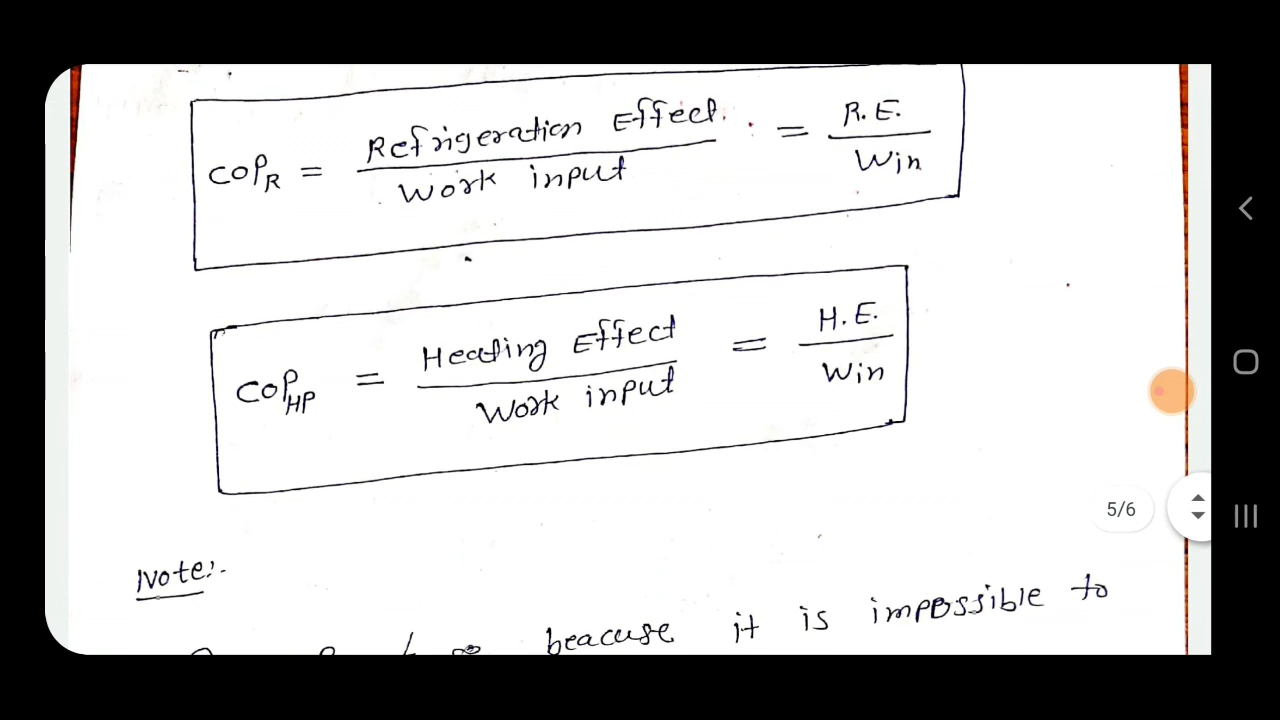 COP_R = Refrigeration Effect / Work input = R.E. / Win
COP_HP = Heating Effect / Work input = H.E. / Win
5/6
Note:-
∞ beacuse it is impossible to